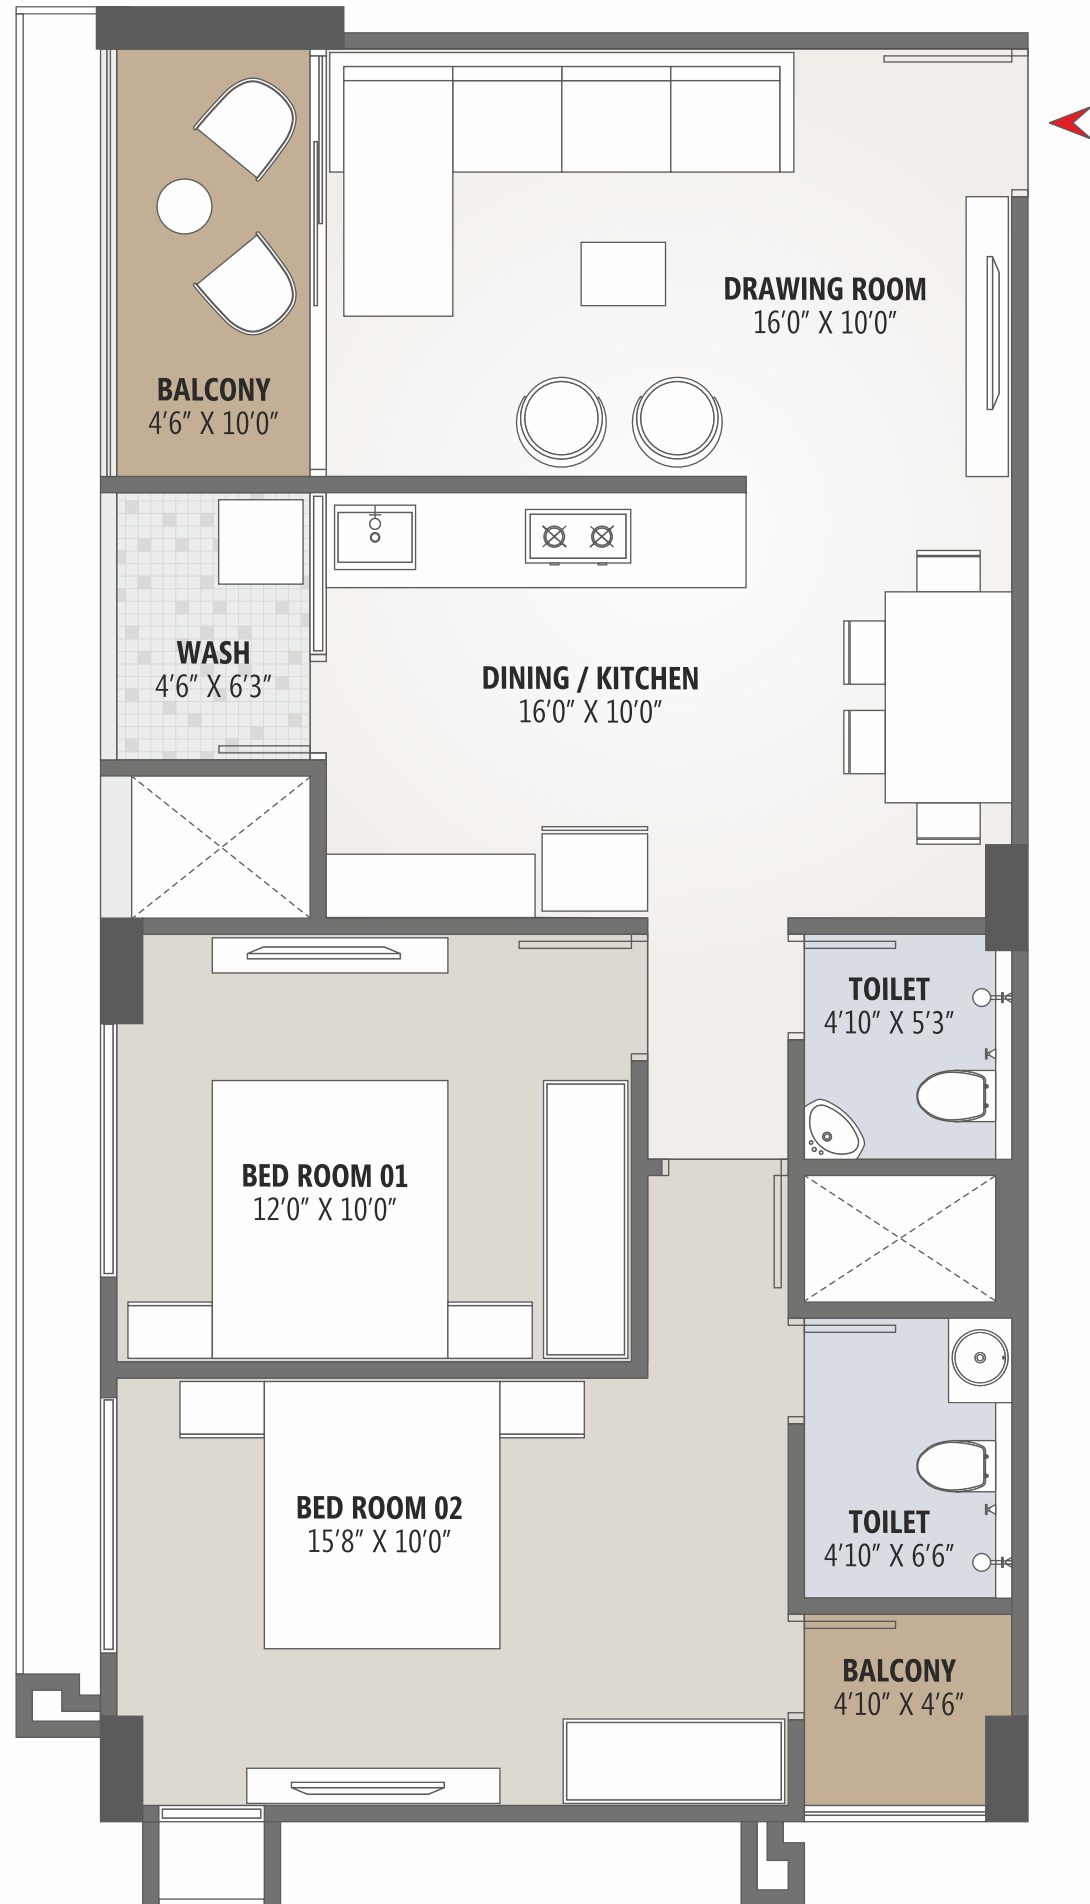 DRAWING ROOM
16'0" X 10'0"
BALCONY
4'6" X 10'0"
WASH
4'6" X 6'3"
DINING / KITCHEN
16'0" X 10'0"
TOILET
4'10" X 5'3"
BED ROOM 01
12'0" X 10'0"
BED ROOM 02
15'8" X 10'0"
TOILET
4'10" X 6'6"
BALCONY
4'10" X 4'6"